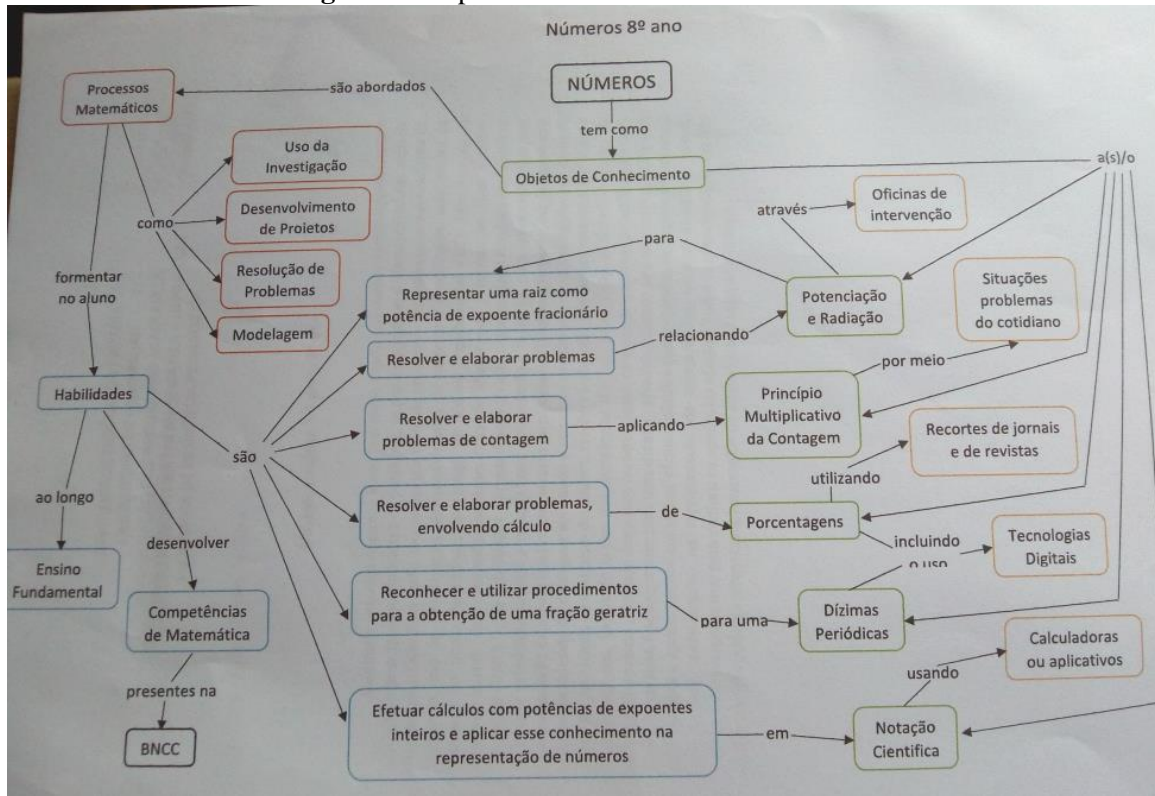 Números 8º ano
NÚMEROS
tem como
Objetos de Conhecimento
são abordados
Processos
Matemáticos
como
Uso da
Investigação
Desenvolvimento
de Projetos
Resolução de
Problemas
Modelagem
formentar
no aluno
Habilidades
ao longo
Ensino
Fundamental
desenvolver
Competências
de Matemática
presentes na
BNCC
são
Representar uma raiz como
potência de expoente fracionário
Resolver e elaborar problemas
Resolver e elaborar
problemas de contagem
Resolver e elaborar problemas,
envolvendo cálculo
Reconhecer e utilizar procedimentos
para a obtenção de uma fração geratriz
Efetuar cálculos com potências de expoentes
inteiros e aplicar esse conhecimento na
representação de números
para
relacionando
aplicando
de
para uma
em
a(s)/o
Potenciação
e Radiação
através
Oficinas de
intervenção
Princípio
Multiplicativo
da Contagem
por meio
Situações
problemas
do cotidiano
Porcentagens
utilizando
Recortes de jornais
e de revistas
incluindo
o uso
Tecnologias
Digitais
Dízimas
Periódicas
Notação
Cientifica
usando
Calculadoras
ou aplicativos